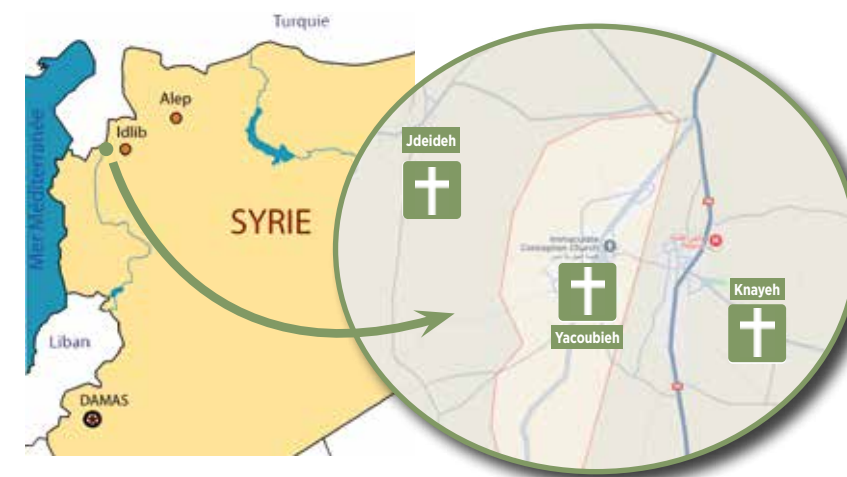 Turquie
Alep
Idlib
Mer Méditerranée
SYRIE
Liban
DAMAS
Jdeideh
Immaculate
Conception Church
Knayeh
Yacoubieh